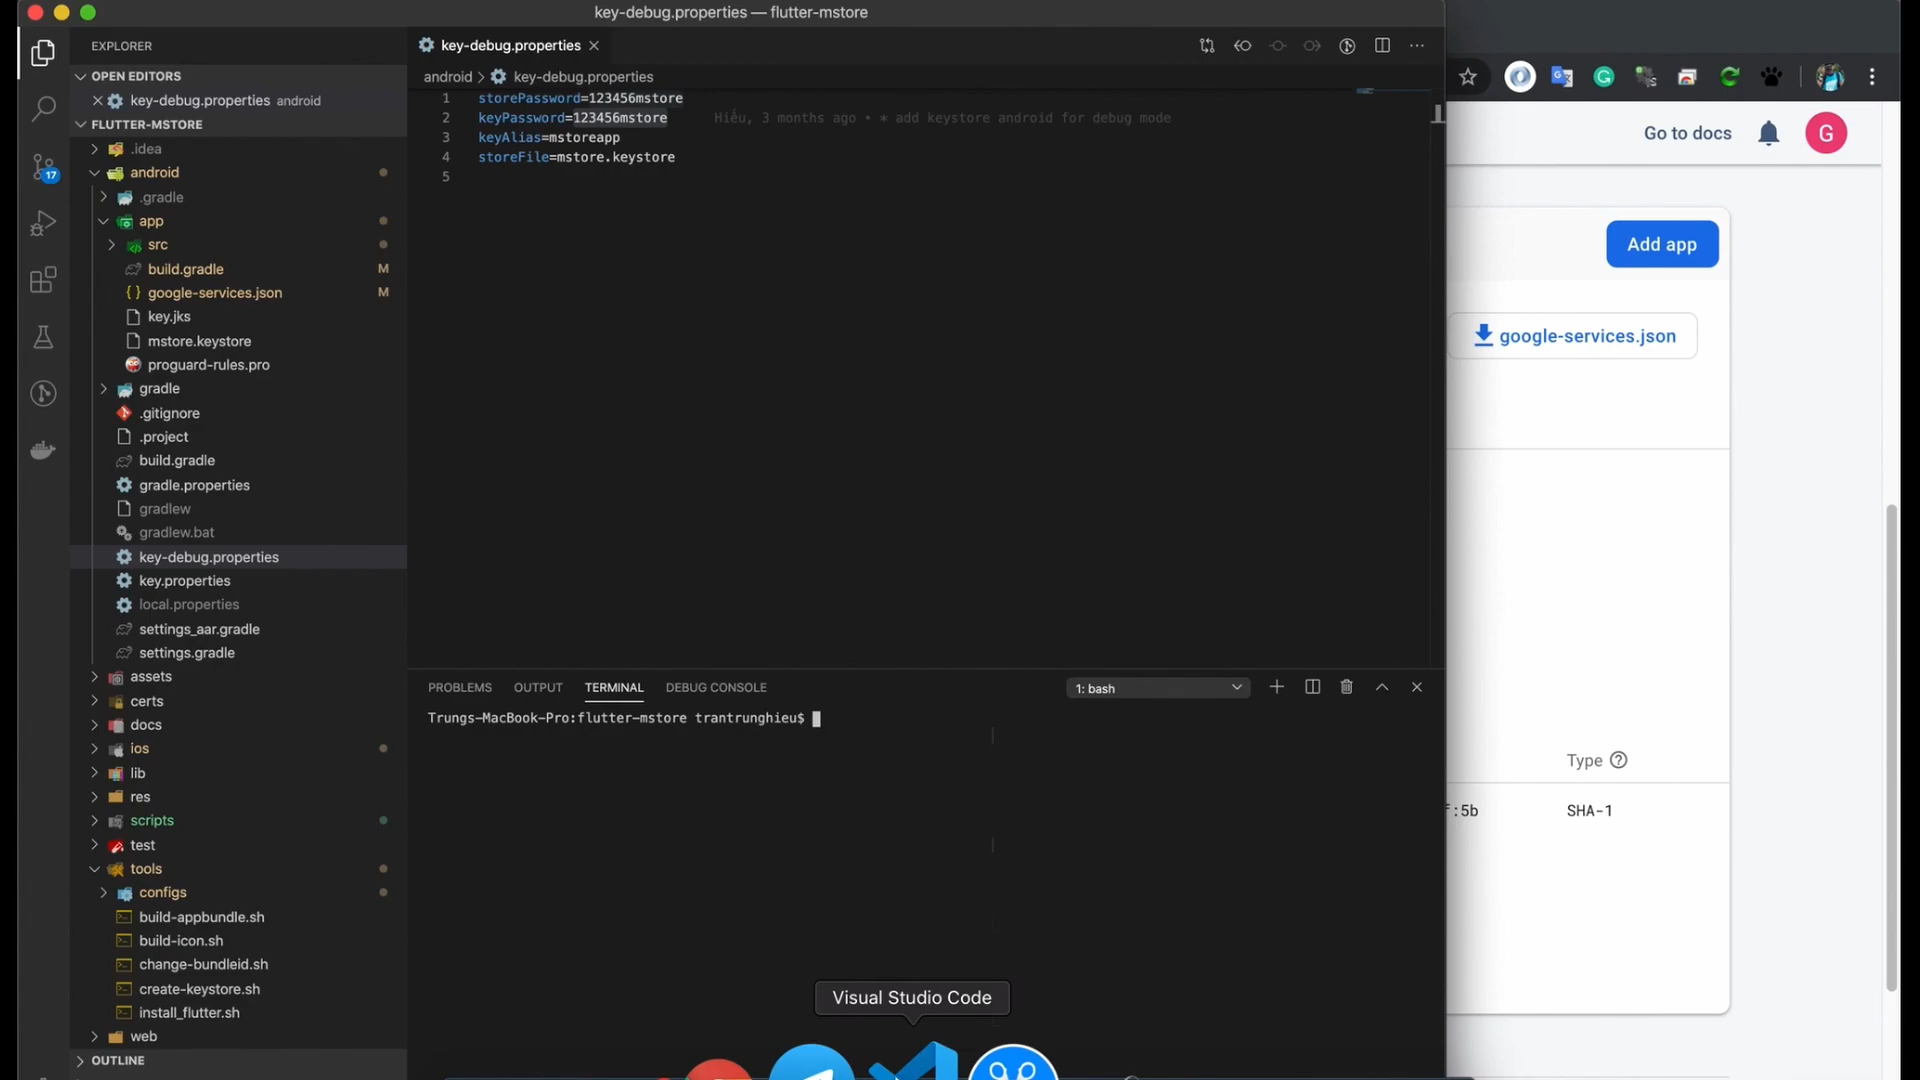 key-debug.properties — flutter-mstore
EXPLORER
OPEN EDITORS
key-debug.properties android
FLUTTER-MSTORE
.idea
android
.gradle
app
src
build.gradle M
google-services.json M
key.jks
mstore.keystore
proguard-rules.pro
gradle
.gitignore
.project
build.gradle
gradle.properties
gradlew
gradlew.bat
key-debug.properties
key.properties
local.properties
settings_aar.gradle
settings.gradle
assets
certs
docs
ios
lib
res
scripts
test
tools
configs
build-appbundle.sh
build-icon.sh
change-bundleid.sh
create-keystore.sh
install_flutter.sh
web
OUTLINE
17
key-debug.properties
android > key-debug.properties
1 storePassword=123456mstore
2 keyPassword=123456mstore Hiếu, 3 months ago • * add keystore android for debug mode
3 keyAlias=mstoreapp
4 storeFile=mstore.keystore
5
PROBLEMS OUTPUT TERMINAL DEBUG CONSOLE 1: bash
Trungs-MacBook-Pro:flutter-mstore trantrunghieu$
Visual Studio Code
Go to docs G
Add app
google-services.json
Type
:5b SHA-1